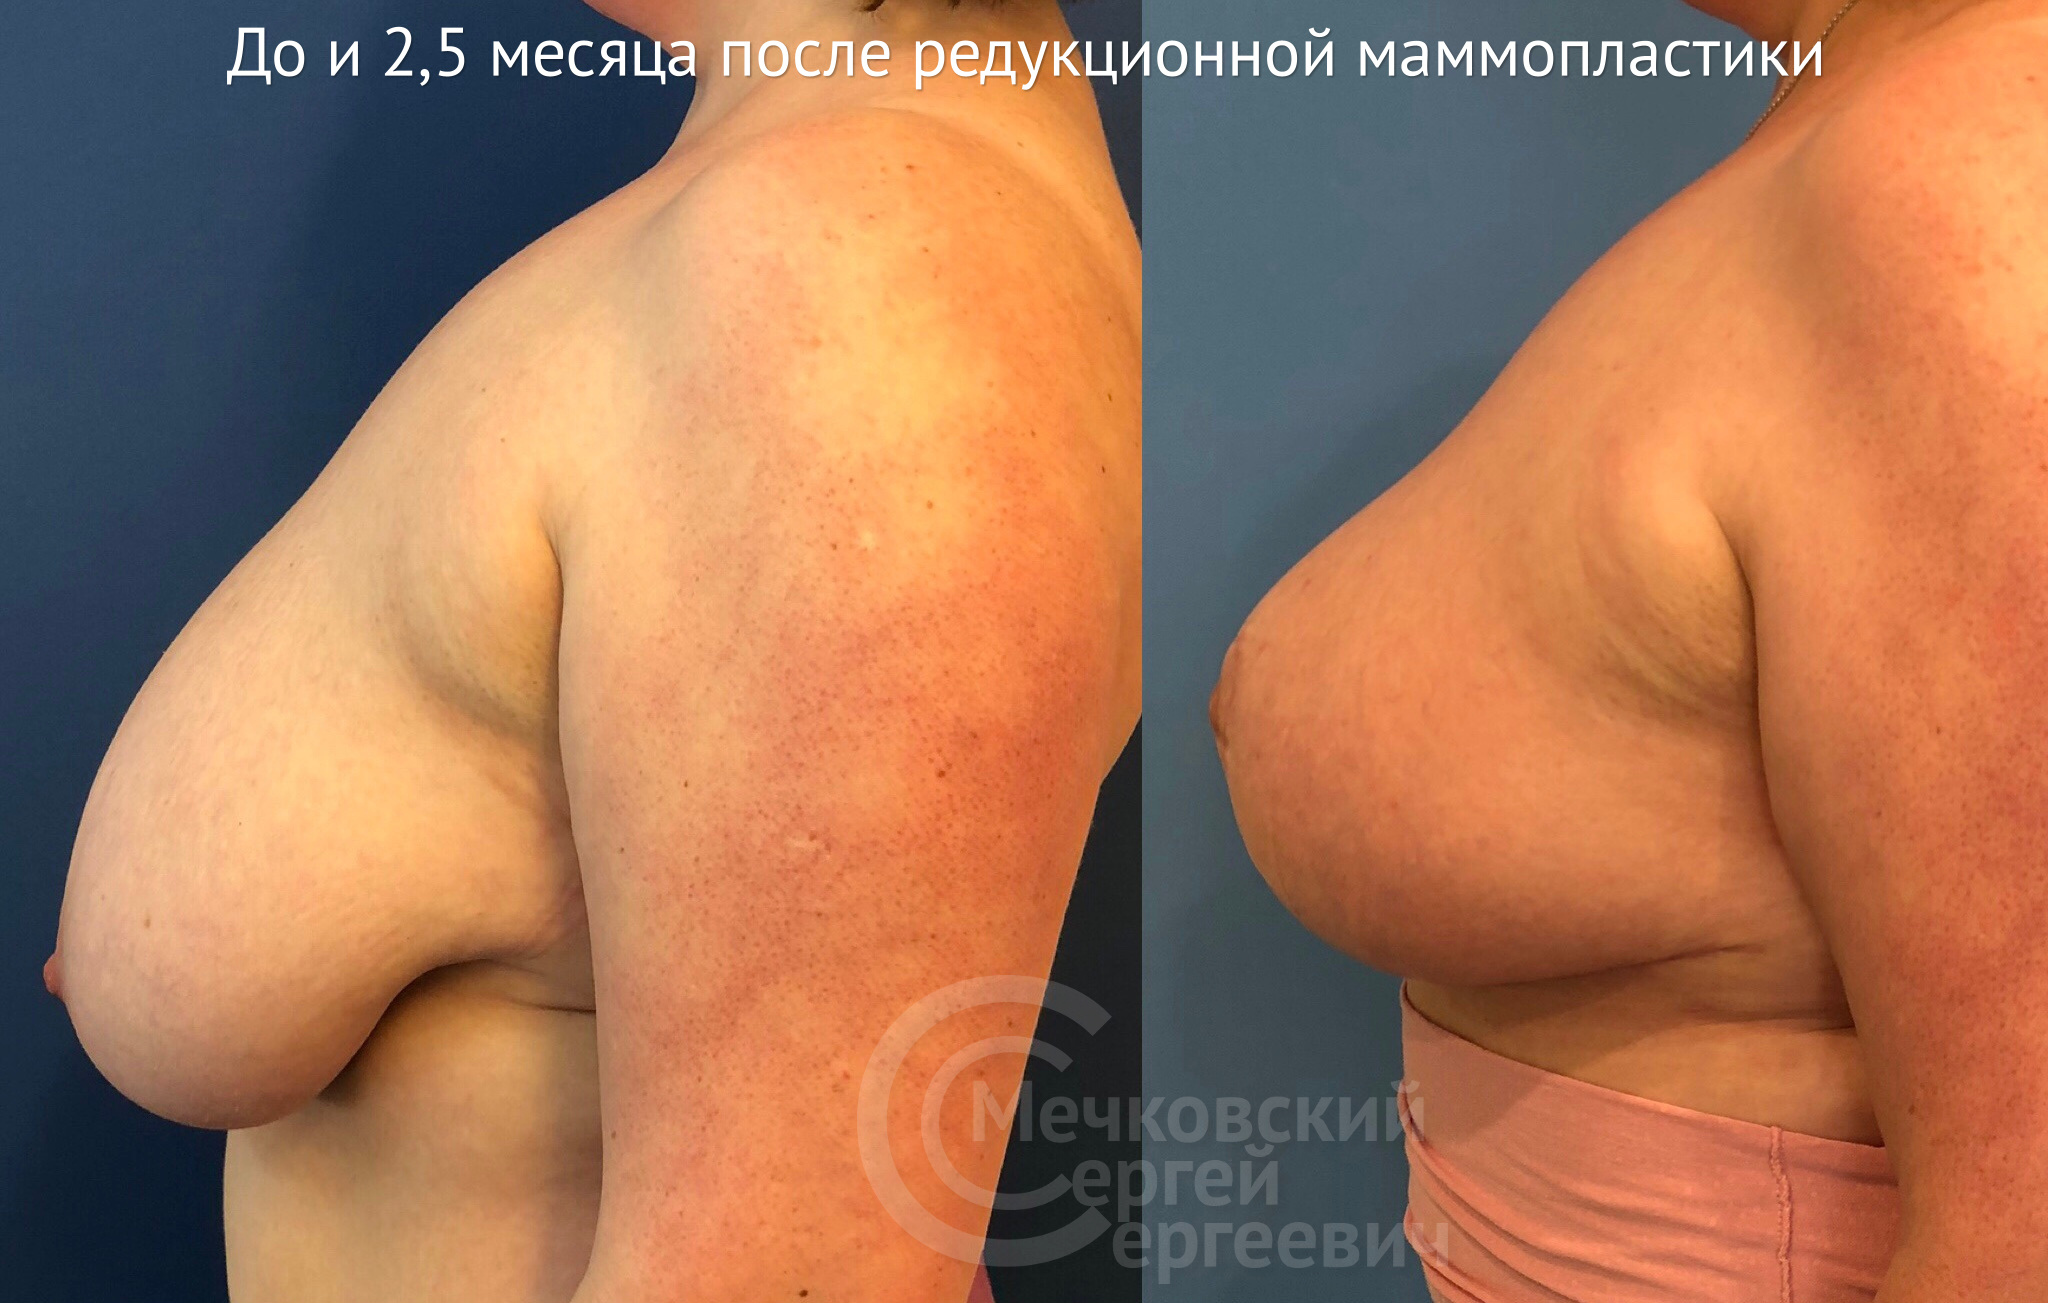 До и 2,5 месяца после редукционной маммопластики
Мечковский
Сергей
Сергеевич